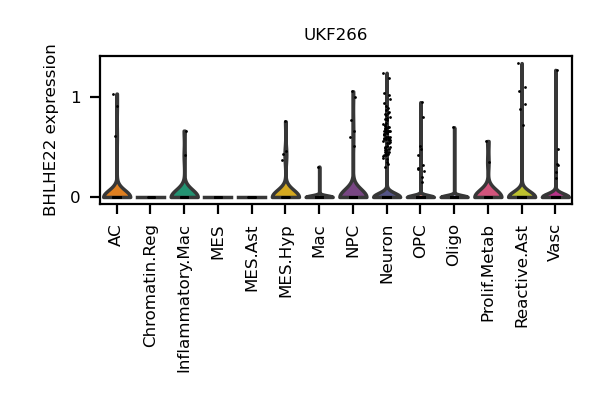 UKF266
BHLHE22 expression
1
0
AC
Chromatin.Reg
Inflammatory.Mac
MES
MES.Ast
MES.Hyp
Mac
NPC
Neuron
OPC
Oligo
Prolif.Metab
Reactive.Ast
Vasc